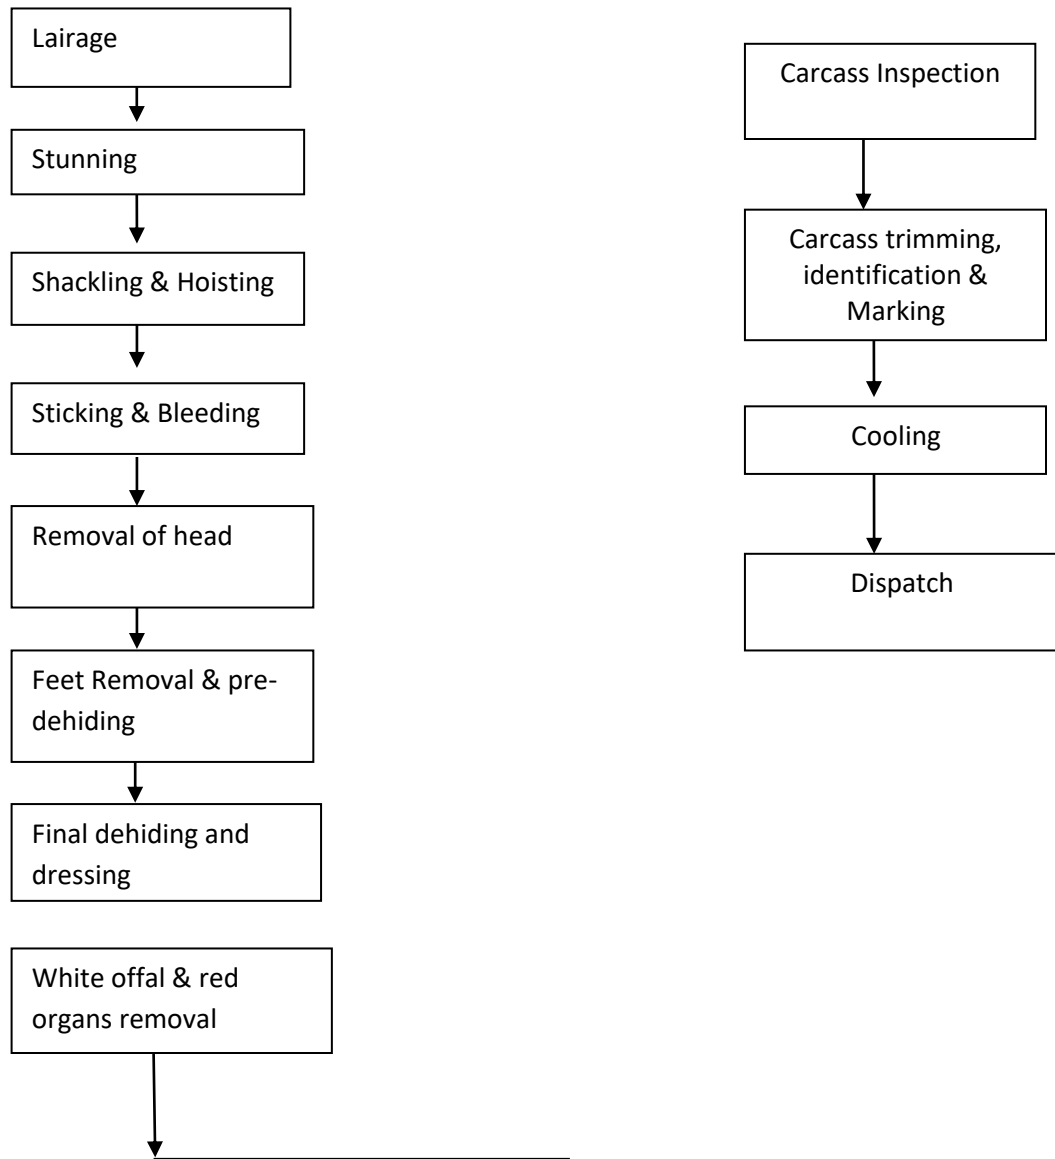 Lairage
Stunning
Shackling & Hoisting
Sticking & Bleeding
Removal of head
Feet Removal & pre-
dehiding
Final dehiding and
dressing
White offal & red
organs removal
Carcass Inspection
Carcass trimming,
identification &
Marking
Cooling
Dispatch